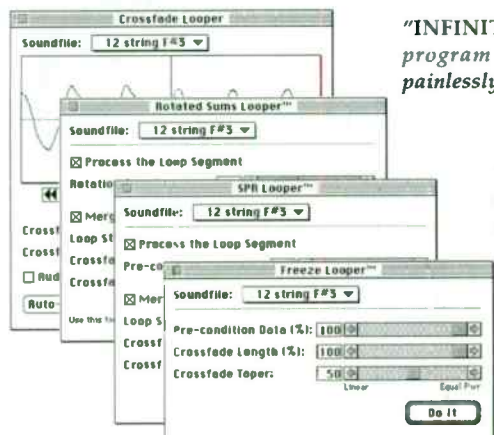 Crossfade Looper
Soundfile: 12 string F#3
"INFINIT
program
painlessly
Rotated Sums Looper™
Soundfile: 12 string F#3
Process the Loop Segment
Rotation
SPR Looper™
Soundfile: 12 string F#3
Process the Loop Segment
Pre-co
Merg
Loop St
Crossfa
Crossfa
Use this
Crossf
Crossf
Aud
Auto-
Mer
Loop S
Crossf
Crossf
Freeze Looper™
Soundfile: 12 string F#3
Pre-condition Data (%): 100
Crossfade Length (%): 100
Crossfade Taper: 50
Linear Equal Pwr
Do It